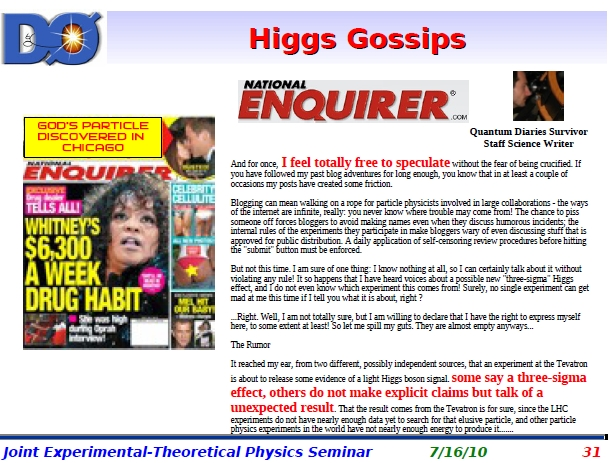 DØ
Higgs Gossips
NATIONAL
ENQUIRER®
.COM
Quantum Diaries Survivor
Staff Science Writer
GOD'S PARTICLE
DISCOVERED IN
CHICAGO
NATIONAL
ENQUIRER
BUSTED!
EXCLUSIVE
Drug dealer
TELLS ALL!
WHITNEY'S
$6,300
A WEEK
DRUG HABIT
She was high
during Oprah
interview!
CELEBRITY
CELLULITE
MEL HIT
OUR BABY!
And for once, I feel totally free to speculate without the fear of being crucified. If
you have followed my past blog adventures for long enough, you know that in at least a couple of
occasions my posts have created some friction.
Blogging can mean walking on a rope for particle physicists involved in large collaborations - the ways
of the internet are infinite, really: you never know where trouble may come from! The chance to piss
someone off forces bloggers to avoid making names even when they discuss humorous incidents; the
internal rules of the experiments they participate in make bloggers wary of even discussing stuff that is
approved for public distribution. A daily application of self-censoring review procedures before hitting
the "submit" button must be enforced.
But not this time. I am sure of one thing: I know nothing at all, so I can certainly talk about it without
violating any rule! It so happens that I have heard voices about a possible new "three-sigma" Higgs
effect, and I do not even know which experiment this comes from! Surely, no single experiment can get
mad at me this time if I tell you what it is about, right ?
...Right. Well, I am not totally sure, but I am willing to declare that I have the right to express myself
here, to some extent at least! So let me spill my guts. They are almost empty anyways...
The Rumor
It reached my ear, from two different, possibly independent sources, that an experiment at the Tevatron
is about to release some evidence of a light Higgs boson signal. some say a three-sigma
effect, others do not make explicit claims but talk of a
unexpected result. That the result comes from the Tevatron is for sure, since the LHC
experiments do not have nearly enough data yet to search for that elusive particle, and other particle
physics experiments in the world have not nearly enough energy to produce it.......
Joint Experimental-Theoretical Physics Seminar
7/16/10
31